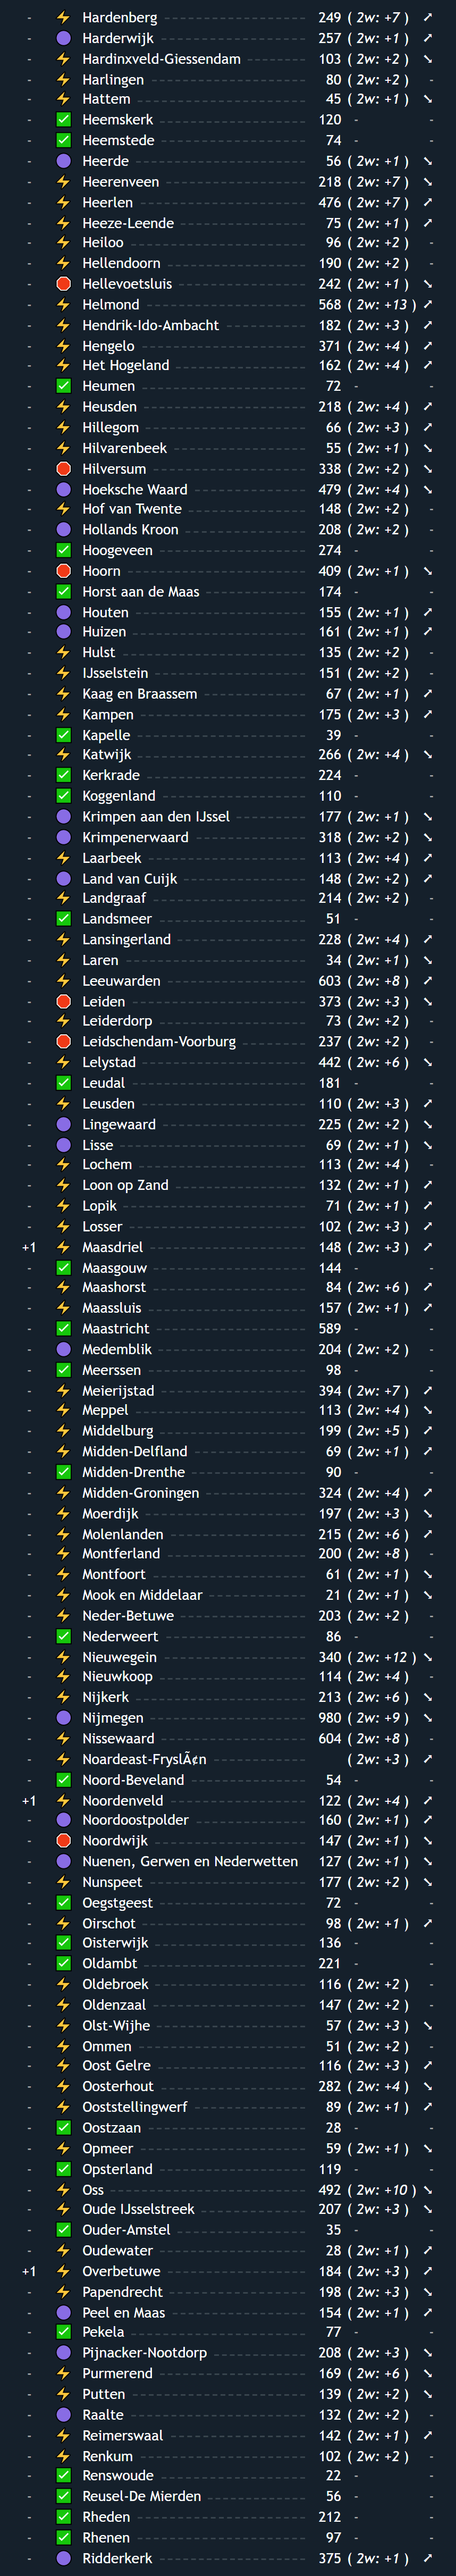 - ⚡ Hardenberg 249 ( 2w: +7 ) ↗
- 🟣 Harderwijk 257 ( 2w: +1 ) ↗
- ⚡ Hardinxveld-Giessendam 103 ( 2w: +2 ) ↘
- ⚡ Harlingen 80 ( 2w: +2 ) -
- ⚡ Hattem 45 ( 2w: +1 ) ↘
- ✅ Heemskerk 120 - -
- ✅ Heemstede 74 - -
- 🟣 Heerde 56 ( 2w: +1 ) ↘
- ⚡ Heerenveen 218 ( 2w: +7 ) ↘
- ⚡ Heerlen 476 ( 2w: +7 ) ↗
- ⚡ Heeze-Leende 75 ( 2w: +1 ) ↗
- ⚡ Heiloo 96 ( 2w: +2 ) -
- ⚡ Hellendoorn 190 ( 2w: +2 ) -
- 🛑 Hellevoetsluis 242 ( 2w: +1 ) ↘
- ⚡ Helmond 568 ( 2w: +13 ) ↗
- ⚡ Hendrik-Ido-Ambacht 182 ( 2w: +3 ) ↗
- ⚡ Hengelo 371 ( 2w: +4 ) ↗
- ⚡ Het Hogeland 162 ( 2w: +4 ) ↗
- ✅ Heumen 72 - -
- ⚡ Heusden 218 ( 2w: +4 ) ↗
- ⚡ Hillegom 66 ( 2w: +3 ) ↗
- ⚡ Hilvarenbeek 55 ( 2w: +1 ) ↘
- 🛑 Hilversum 338 ( 2w: +2 ) ↘
- 🟣 Hoeksche Waard 479 ( 2w: +4 ) ↘
- ⚡ Hof van Twente 148 ( 2w: +2 ) -
- 🟣 Hollands Kroon 208 ( 2w: +2 ) -
- ✅ Hoogeveen 274 - -
- 🛑 Hoorn 409 ( 2w: +1 ) ↘
- ✅ Horst aan de Maas 174 - -
- 🟣 Houten 155 ( 2w: +1 ) ↗
- 🟣 Huizen 161 ( 2w: +1 ) ↗
- ⚡ Hulst 135 ( 2w: +2 ) -
- ⚡ IJsselstein 151 ( 2w: +2 ) -
- ⚡ Kaag en Braassem 67 ( 2w: +1 ) ↗
- ⚡ Kampen 175 ( 2w: +3 ) ↗
- ✅ Kapelle 39 - -
- ⚡ Katwijk 266 ( 2w: +4 ) ↘
- ✅ Kerkrade 224 - -
- ✅ Koggenland 110 - -
- 🟣 Krimpen aan den IJssel 177 ( 2w: +1 ) ↘
- 🟣 Krimpenerwaard 318 ( 2w: +2 ) ↘
- ⚡ Laarbeek 113 ( 2w: +4 ) ↗
- 🟣 Land van Cuijk 148 ( 2w: +2 ) ↗
- ⚡ Landgraaf 214 ( 2w: +2 ) -
- ✅ Landsmeer 51 - -
- ⚡ Lansingerland 228 ( 2w: +4 ) ↗
- ⚡ Laren 34 ( 2w: +1 ) ↘
- ⚡ Leeuwarden 603 ( 2w: +8 ) ↗
- 🛑 Leiden 373 ( 2w: +3 ) ↘
- ⚡ Leiderdorp 73 ( 2w: +2 ) -
- 🛑 Leidschendam-Voorburg 237 ( 2w: +2 ) -
- ⚡ Lelystad 442 ( 2w: +6 ) ↘
- ✅ Leudal 181 - -
- ⚡ Leusden 110 ( 2w: +3 ) ↗
- 🟣 Lingewaard 225 ( 2w: +2 ) ↘
- 🟣 Lisse 69 ( 2w: +1 ) ↘
- ⚡ Lochem 113 ( 2w: +4 ) -
- ⚡ Loon op Zand 132 ( 2w: +1 ) ↗
- ⚡ Lopik 71 ( 2w: +1 ) ↗
- ⚡ Losser 102 ( 2w: +3 ) ↗
+1 ⚡ Maasdriel 148 ( 2w: +3 ) ↗
- ✅ Maasgouw 144 - -
- ⚡ Maashorst 84 ( 2w: +6 ) ↗
- ⚡ Maassluis 157 ( 2w: +1 ) ↗
- ✅ Maastricht 589 - -
- 🟣 Medemblik 204 ( 2w: +2 ) -
- ✅ Meerssen 98 - -
- ⚡ Meierijstad 394 ( 2w: +7 ) ↗
- ⚡ Meppel 113 ( 2w: +4 ) ↘
- ⚡ Middelburg 199 ( 2w: +5 ) ↗
- ⚡ Midden-Delfland 69 ( 2w: +1 ) ↗
- ✅ Midden-Drenthe 90 - -
- ⚡ Midden-Groningen 324 ( 2w: +4 ) ↗
- ⚡ Moerdijk 197 ( 2w: +3 ) ↘
- ⚡ Molenlanden 215 ( 2w: +6 ) ↗
- ⚡ Montferland 200 ( 2w: +8 ) -
- ⚡ Montfoort 61 ( 2w: +1 ) ↘
- ⚡ Mook en Middelaar 21 ( 2w: +1 ) ↘
- ⚡ Neder-Betuwe 203 ( 2w: +2 ) -
- ✅ Nederweert 86 - -
- ⚡ Nieuwegein 340 ( 2w: +12 ) ↘
- ⚡ Nieuwkoop 114 ( 2w: +4 ) -
- ⚡ Nijkerk 213 ( 2w: +6 ) ↘
- 🟣 Nijmegen 980 ( 2w: +9 ) ↘
- ⚡ Nissewaard 604 ( 2w: +8 ) -
- ⚡ Noardeast-FryslÃ¢n ( 2w: +3 ) ↗
- ✅ Noord-Beveland 54 - -
+1 ⚡ Noordenveld 122 ( 2w: +4 ) ↗
- 🟣 Noordoostpolder 160 ( 2w: +1 ) ↗
- 🛑 Noordwijk 147 ( 2w: +1 ) ↘
- 🟣 Nuenen, Gerwen en Nederwetten 127 ( 2w: +1 ) ↘
- ⚡ Nunspeet 177 ( 2w: +2 ) ↘
- ✅ Oegstgeest 72 - -
- ⚡ Oirschot 98 ( 2w: +1 ) ↗
- ✅ Oisterwijk 136 - -
- ✅ Oldambt 221 - -
- ⚡ Oldebroek 116 ( 2w: +2 ) -
- ⚡ Oldenzaal 147 ( 2w: +2 ) -
- ⚡ Olst-Wijhe 57 ( 2w: +3 ) ↘
- ⚡ Ommen 51 ( 2w: +2 ) -
- ⚡ Oost Gelre 116 ( 2w: +3 ) ↗
- ⚡ Oosterhout 282 ( 2w: +4 ) ↘
- ⚡ Ooststellingwerf 89 ( 2w: +1 ) ↗
- ✅ Oostzaan 28 - -
- ⚡ Opmeer 59 ( 2w: +1 ) ↘
- ✅ Opsterland 119 - -
- ⚡ Oss 492 ( 2w: +10 ) ↘
- ⚡ Oude IJsselstreek 207 ( 2w: +3 ) ↘
- ✅ Ouder-Amstel 35 - -
- ⚡ Oudewater 28 ( 2w: +1 ) ↗
+1 ⚡ Overbetuwe 184 ( 2w: +3 ) ↗
- ⚡ Papendrecht 198 ( 2w: +3 ) ↘
- 🟣 Peel en Maas 154 ( 2w: +1 ) ↗
- ✅ Pekela 77 - -
- 🟣 Pijnacker-Nootdorp 208 ( 2w: +3 ) ↘
- ⚡ Purmerend 169 ( 2w: +6 ) ↘
- ⚡ Putten 139 ( 2w: +2 ) ↘
- 🟣 Raalte 132 ( 2w: +2 ) -
- ⚡ Reimerswaal 142 ( 2w: +1 ) ↗
- ⚡ Renkum 102 ( 2w: +2 ) -
- ✅ Renswoude 22 - -
- ✅ Reusel-De Mierden 56 - -
- ✅ Rheden 212 - -
- ✅ Rhenen 97 - -
- 🟣 Ridderkerk 375 ( 2w: +1 ) ↗